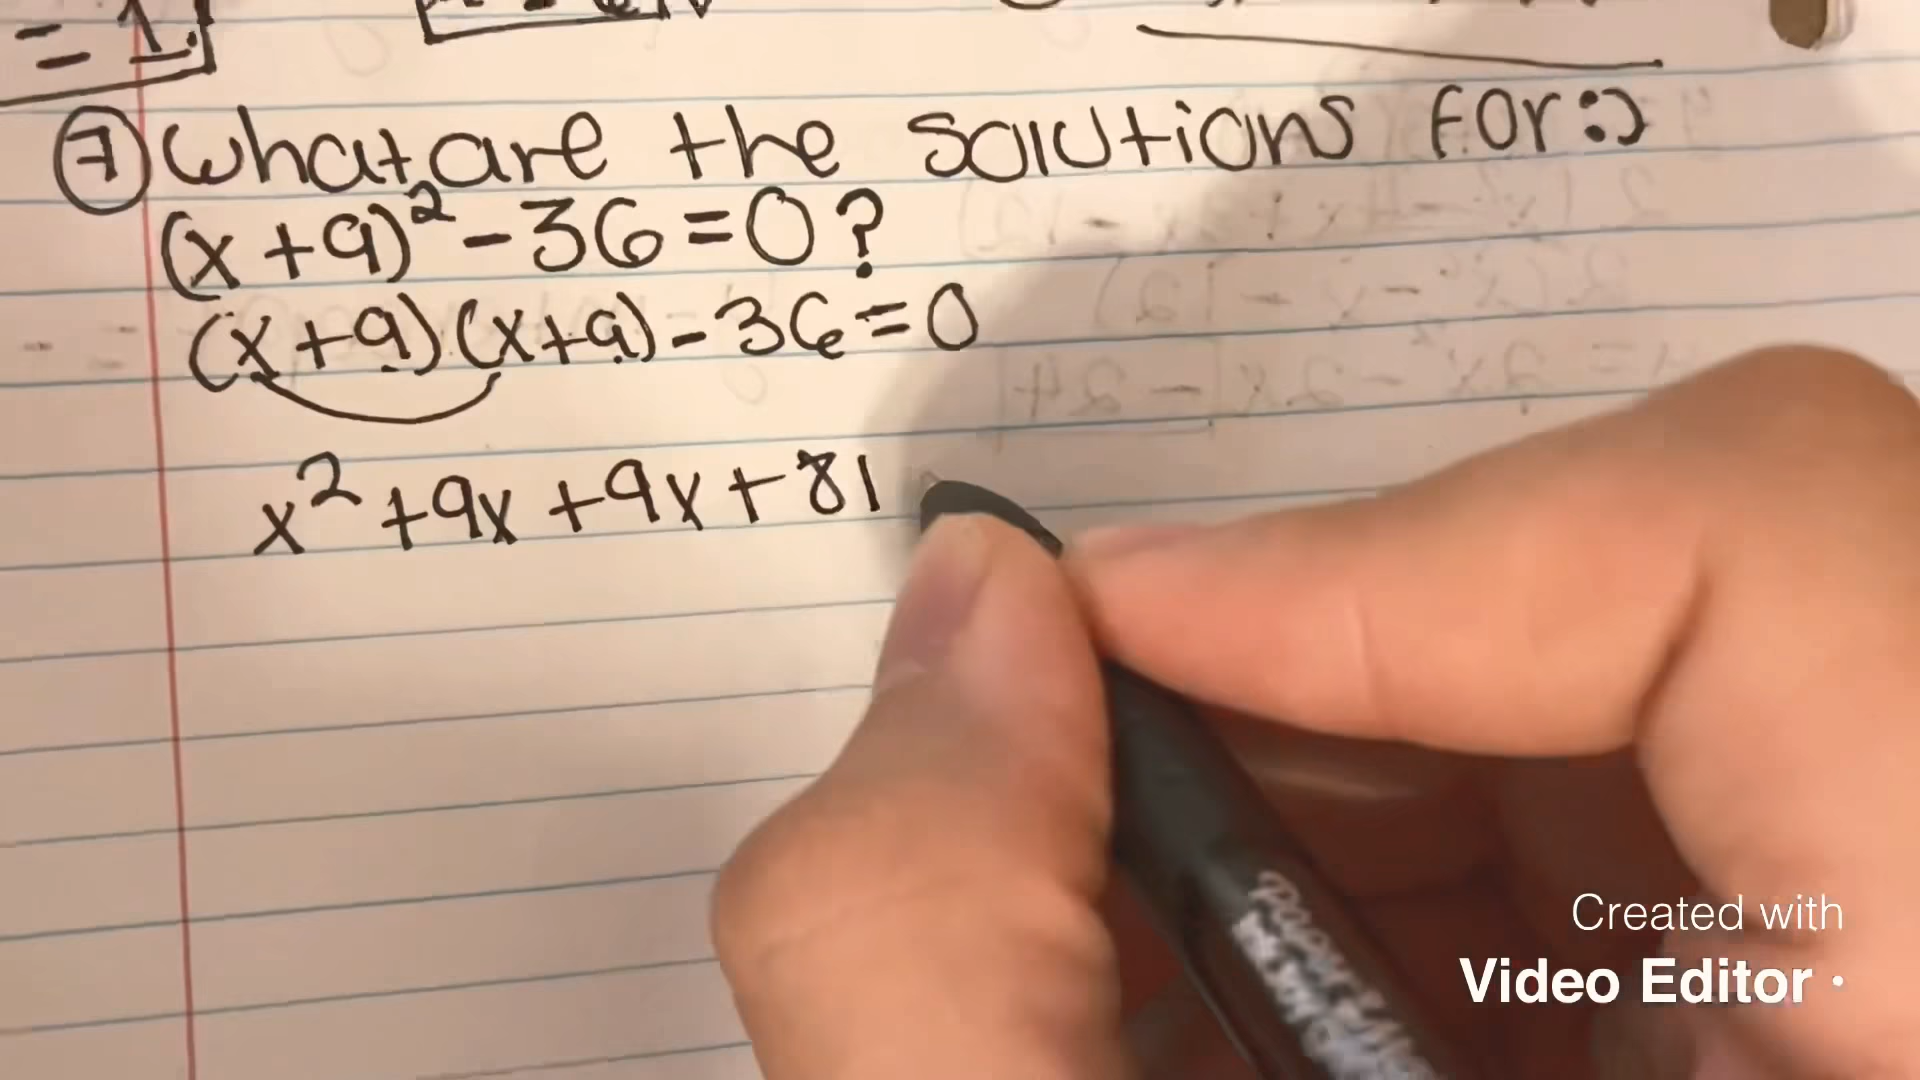 = 1.
7 What are the solutions for:
(x+9)² - 36 = 0?
(x+9)(x+9) - 36 = 0
x² + 9x + 9x + 81
Created with
Video Editor